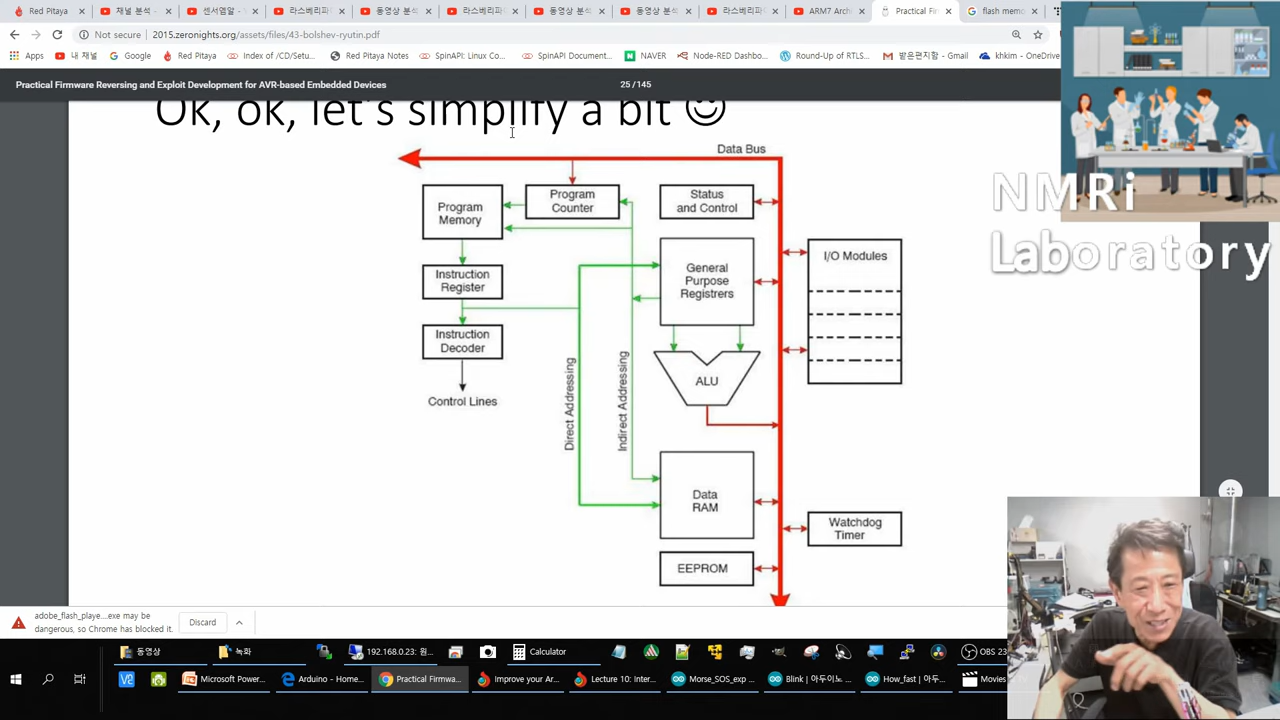 Red Pitaya
채널 분석 -
센서엠알 -
라스베리파
동영상 분석
라스베리파
동영상 분석
동영상 분석
라스베리파
ARM7 Archi
Practical Fir
flash memo
Not secure
2015.zeronights.org/assets/files/43-bolshev-ryutin.pdf
Apps
내 채널
Google
Red Pitaya
Index of /CD/Setu...
Red Pitaya Notes
SpinAPI: Linux Co...
SpinAPI Document...
NAVER
Node-RED Dashbo...
Round-Up of RTLS...
받은편지함 - Gmail
khkim - OneDrive
Practical Firmware Reversing and Exploit Development for AVR-based Embedded Devices
25 / 145
Ok, ok, let's simplify a bit ☺
NMRi
Laboratory
Data Bus
Program
Memory
Program
Counter
Status
and Control
Instruction
Register
General
Purpose
Registrers
I/O Modules
Instruction
Decoder
Control Lines
Direct Addressing
Indirect Addressing
ALU
Data
RAM
Watchdog
Timer
EEPROM
adobe_flash_playe....exe may be
dangerous, so Chrome has blocked it.
Discard
동영상
녹화
192.168.0.23: 원...
Calculator
OBS 23
Microsoft Power...
Arduino - Home...
Practical Firmwa...
Improve your Ar...
Lecture 10: Inter...
Morse_SOS_exp ...
Blink | 아두이노 ...
How_fast | 아두...
Movies